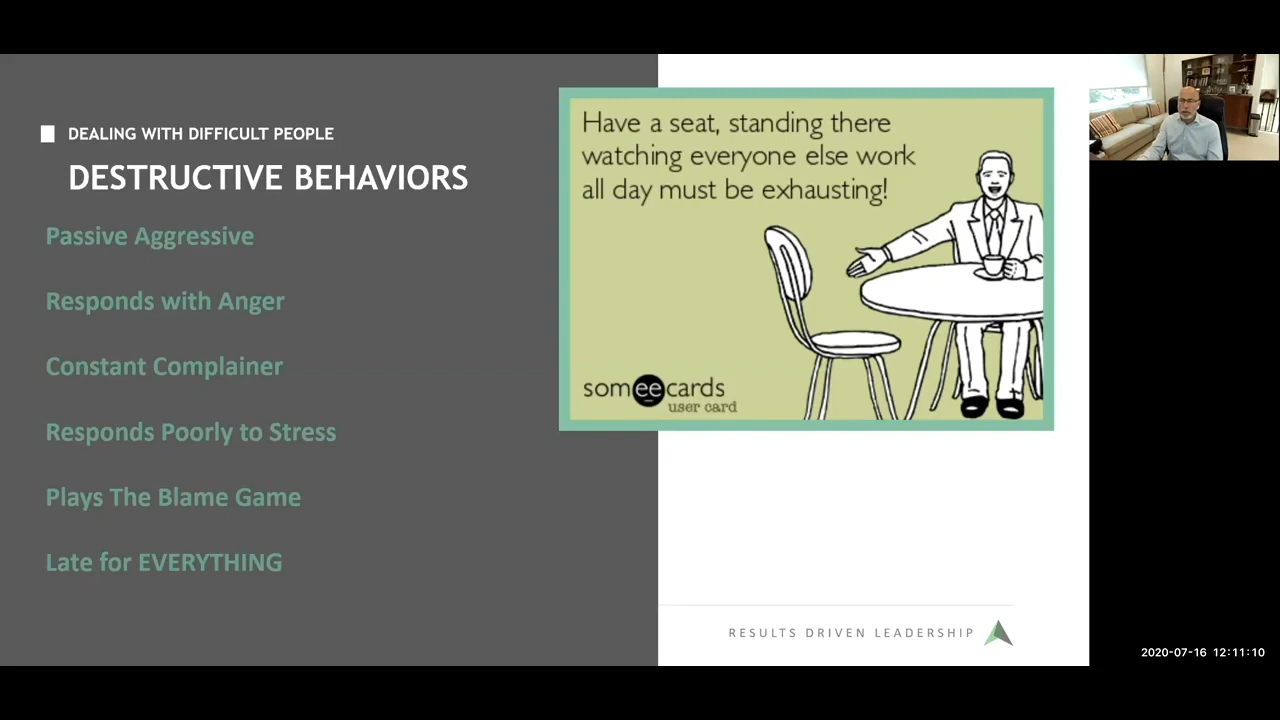 DEALING WITH DIFFICULT PEOPLE
DESTRUCTIVE BEHAVIORS
Passive Aggressive
Responds with Anger
Constant Complainer
Responds Poorly to Stress
Plays The Blame Game
Late for EVERYTHING
Have a seat, standing there
watching everyone else work
all day must be exhausting!
someecards
user card
RESULTS DRIVEN LEADERSHIP
2020-07-16 12:11:10